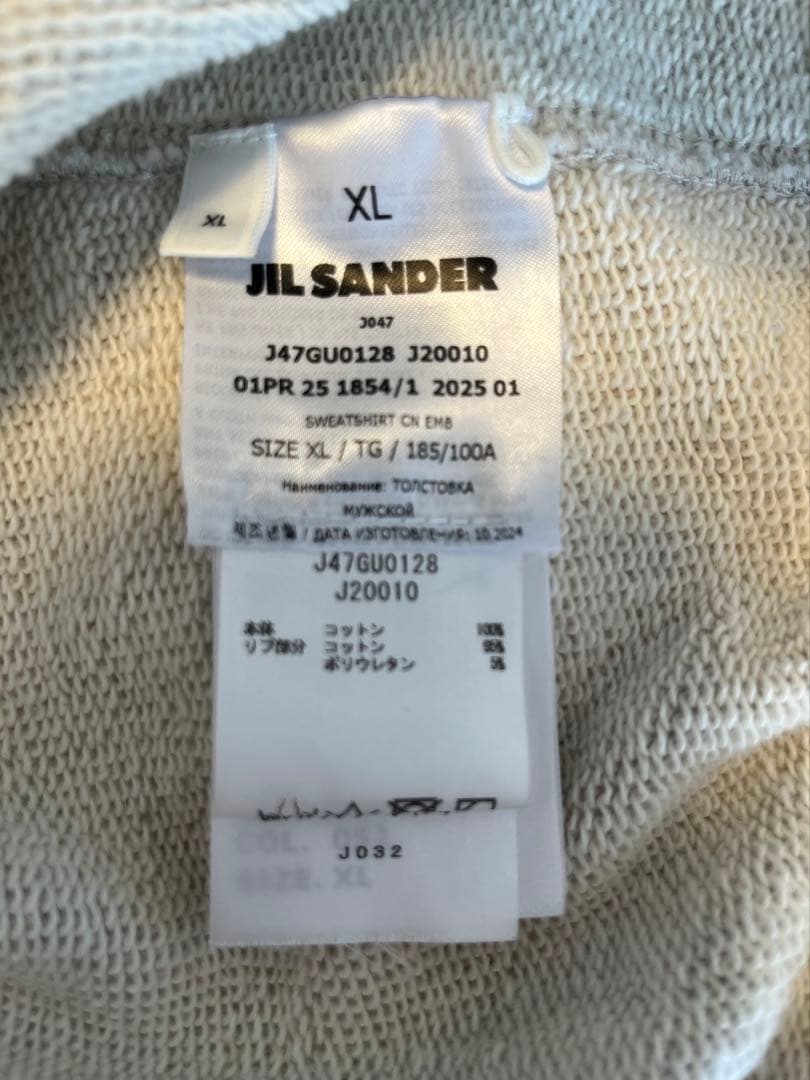 XL
XL
JIL SANDER
J047
J47GU0128 J20010
01PR 25 1854/1 2025 01
SWEATSHIRT CN EMB
SIZE XL / TG / 185/100A
Наименование: ТОЛСТОВКА
МУЖСКОЙ
제조년월 / ДАТА ИЗГОТОВЛЕНИЯ: 10.2024
J47GU0128
J20010
本体 コットン 100%
リブ部分 コットン 95%
ポリウレタン 5%
J032
SIZE. XL